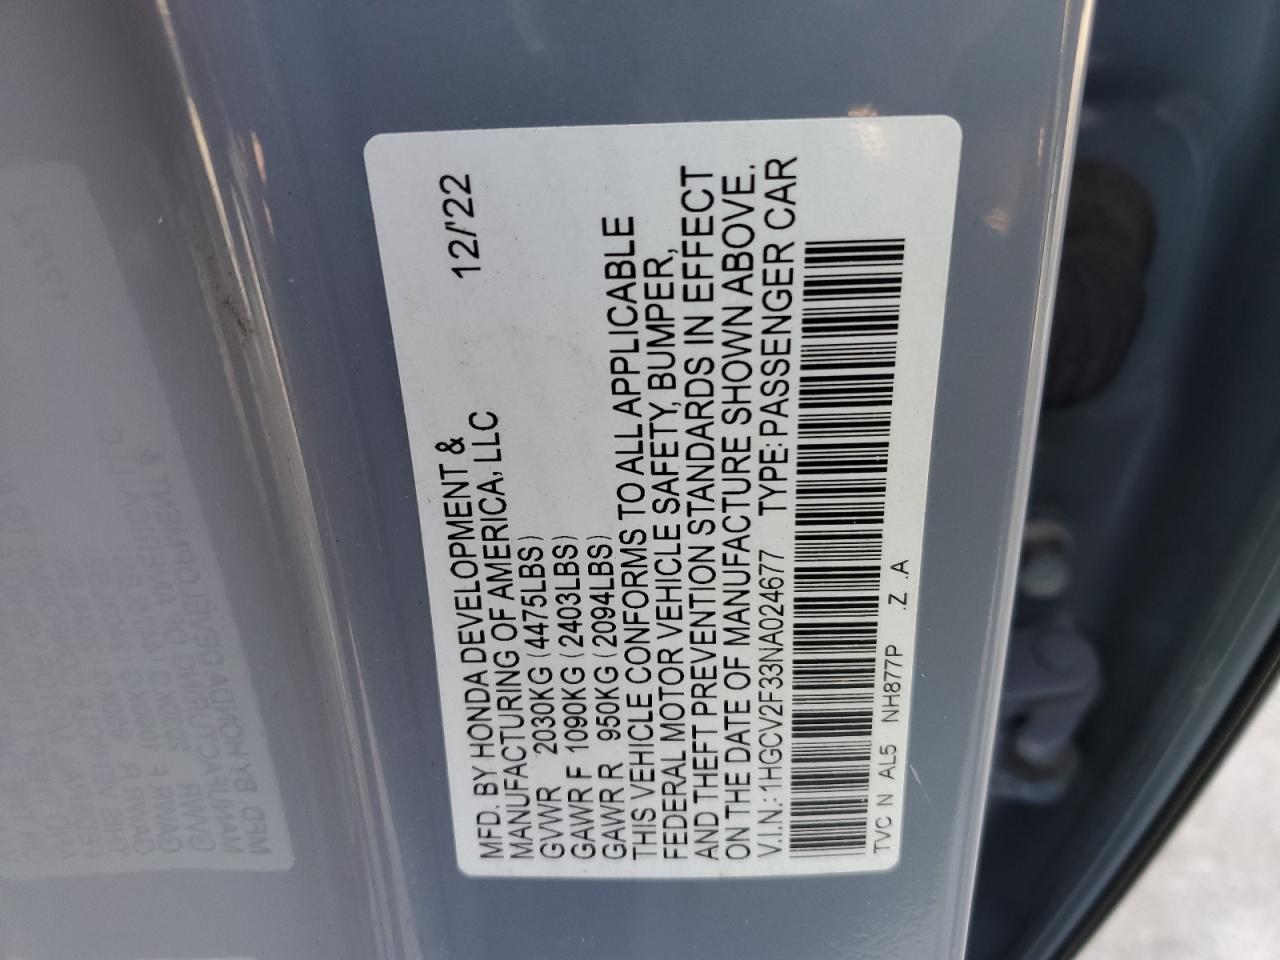 12/'22
MFD. BY HONDA DEVELOPMENT &
MANUFACTURING OF AMERICA, LLC
GVWR 2030KG (4475LBS)
GAWR F 1090KG (2403LBS)
GAWR R 950KG (2094LBS)
THIS VEHICLE CONFORMS TO ALL APPLICABLE
FEDERAL MOTOR VEHICLE SAFETY, BUMPER,
AND THEFT PREVENTION STANDARDS IN EFFECT
ON THE DATE OF MANUFACTURE SHOWN ABOVE.
V.I.N.: 1HGCV2F33NA024677 TYPE: PASSENGER CAR
TVC N AL5 NH877P .Z..A